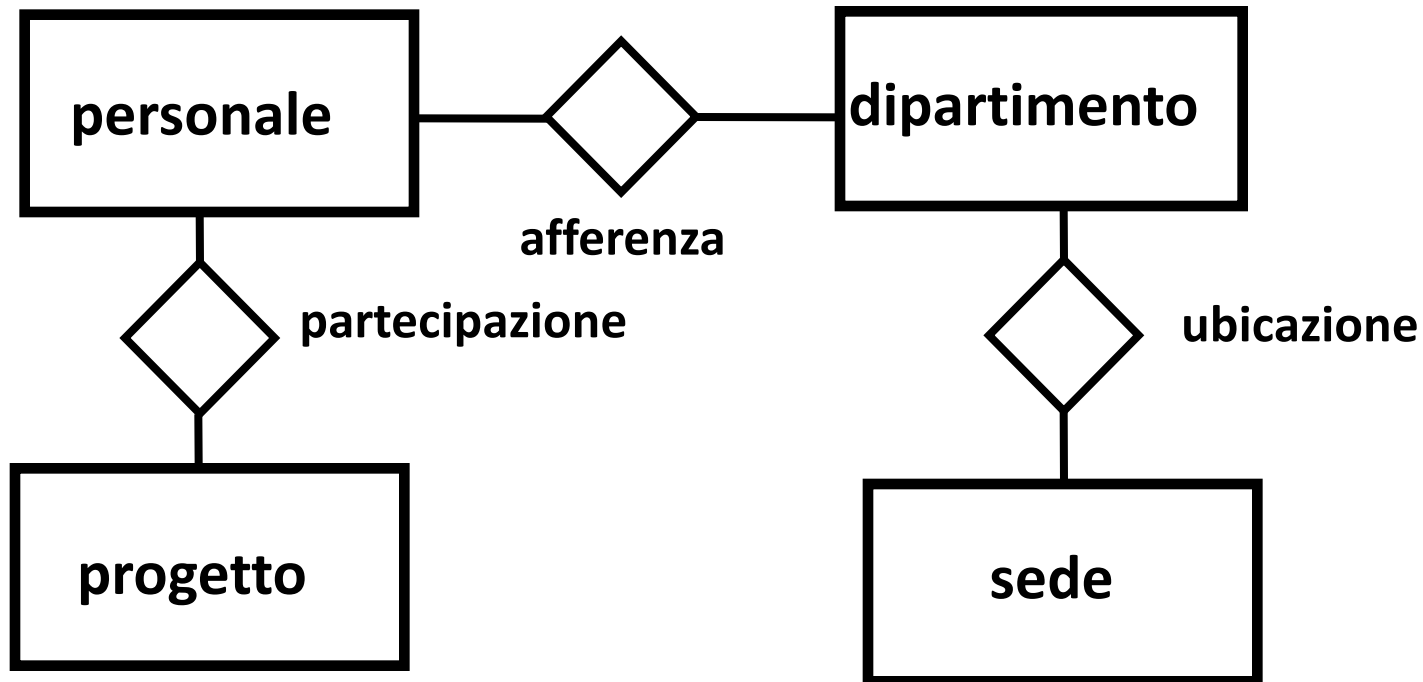 personale
dipartimento
afferenza
partecipazione
ubicazione
progetto
sede